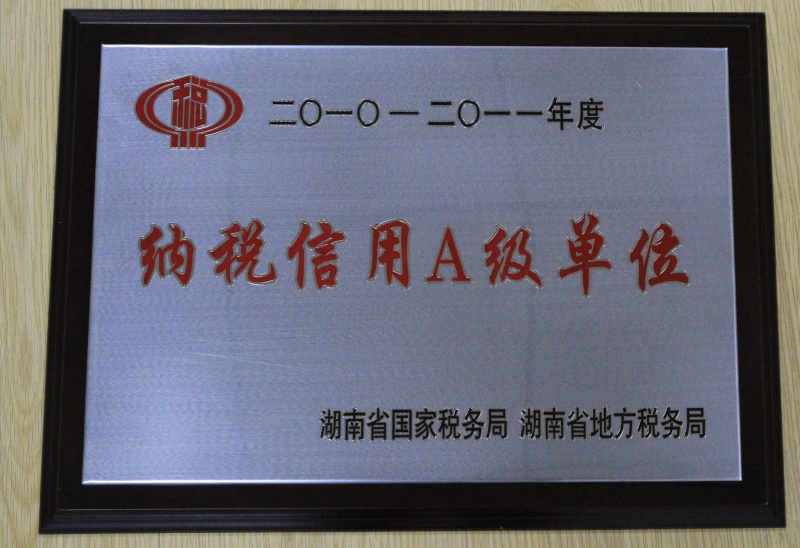 税
二〇一〇一二〇一一年度
纳税信用A级单位
湖南省国家税务局 湖南省地方税务局